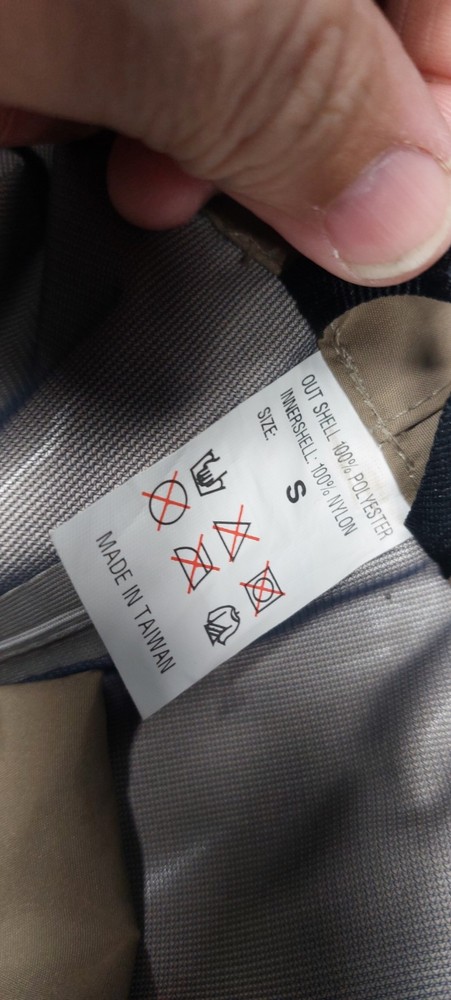 OUT SHELL 100% POLYESTER
INNERSHELL: 100% NYLON
SIZE: S
MADE IN TAIWAN